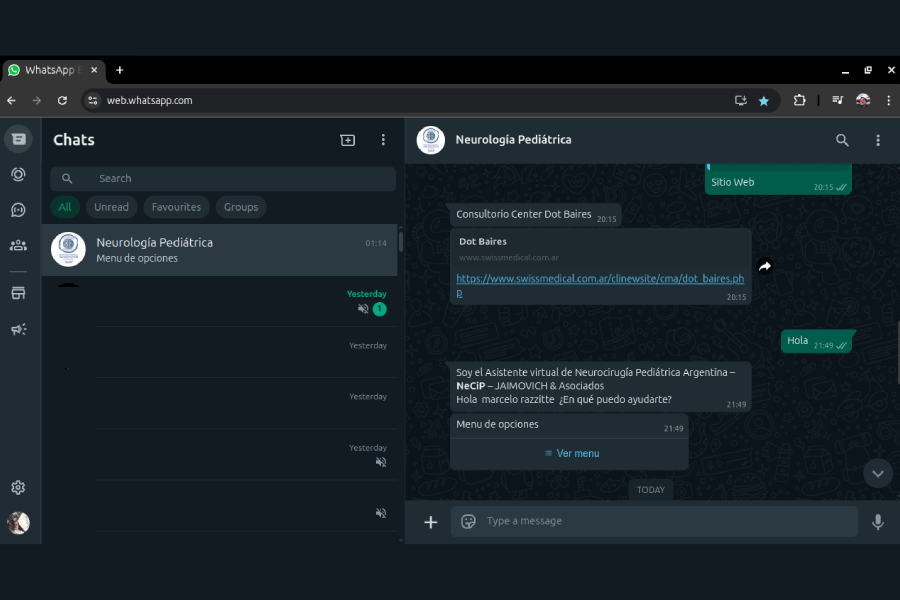 WhatsApp
web.whatsapp.com
Chats
Search
All
Unread
Favourites
Groups
Neurología Pediátrica
01:14
Menu de opciones
Yesterday
1
Yesterday
Yesterday
Yesterday
Neurología Pediátrica
Sitio Web
20:15
Consultorio Center Dot Baires
20:15
Dot Baires
www.swissmedical.com.ar
https://www.swissmedical.com.ar/clinewsite/cma/dot_baires.ph
p
20:15
Hola
21:49
Soy el Asistente virtual de Neurocirugía Pediátrica Argentina –
NeCiP – JAIMOVICH & Asociados
Hola marcelo razzitte ¿En qué puedo ayudarte?
21:49
Menu de opciones
21:49
Ver menu
TODAY
Type a message